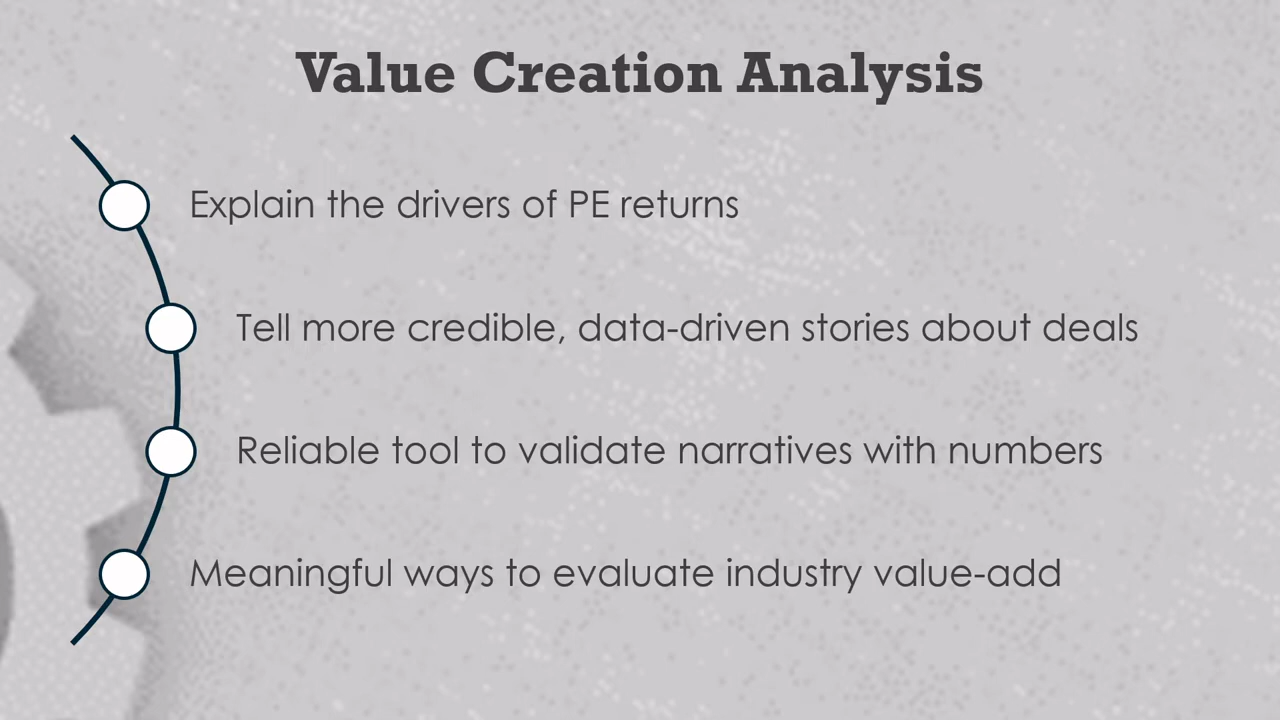 Value Creation Analysis
Explain the drivers of PE returns
Tell more credible, data-driven stories about deals
Reliable tool to validate narratives with numbers
Meaningful ways to evaluate industry value-add